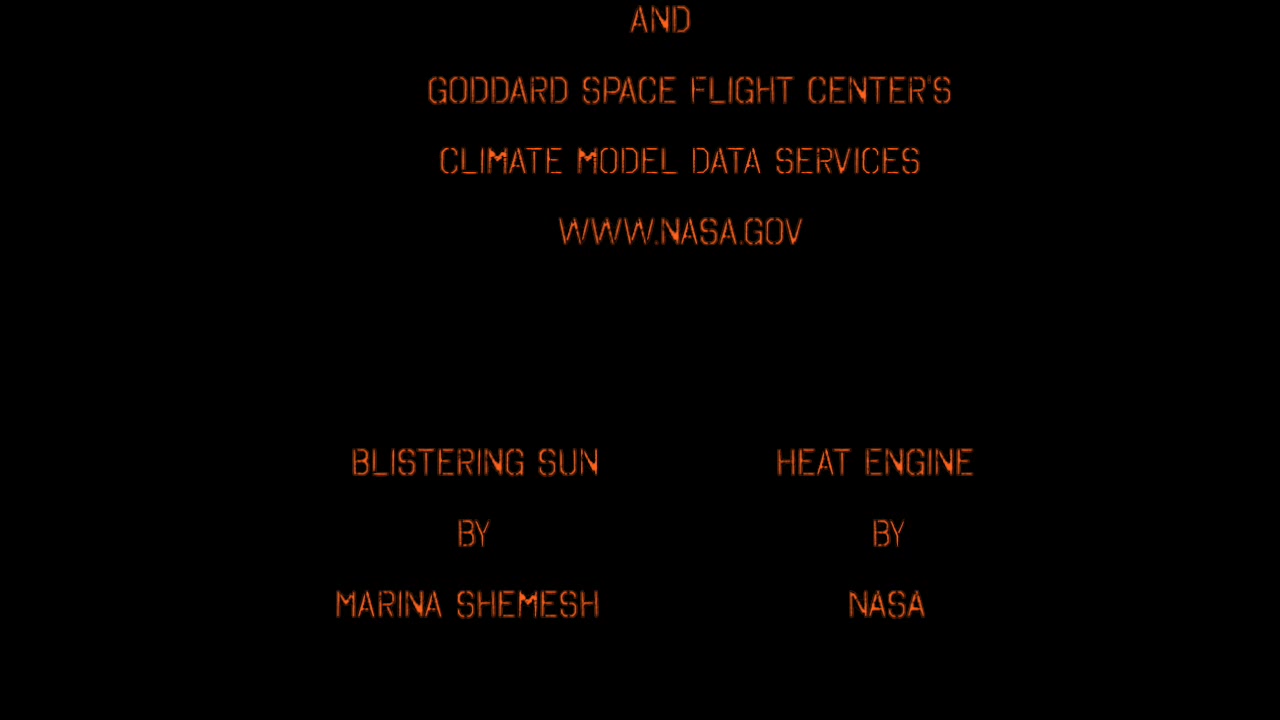 AND
GODDARD SPACE FLIGHT CENTER'S
CLIMATE MODEL DATA SERVICES
WWW.NASA.GOV
BLISTERING SUN
BY
MARINA SHEMESH
HEAT ENGINE
BY
NASA